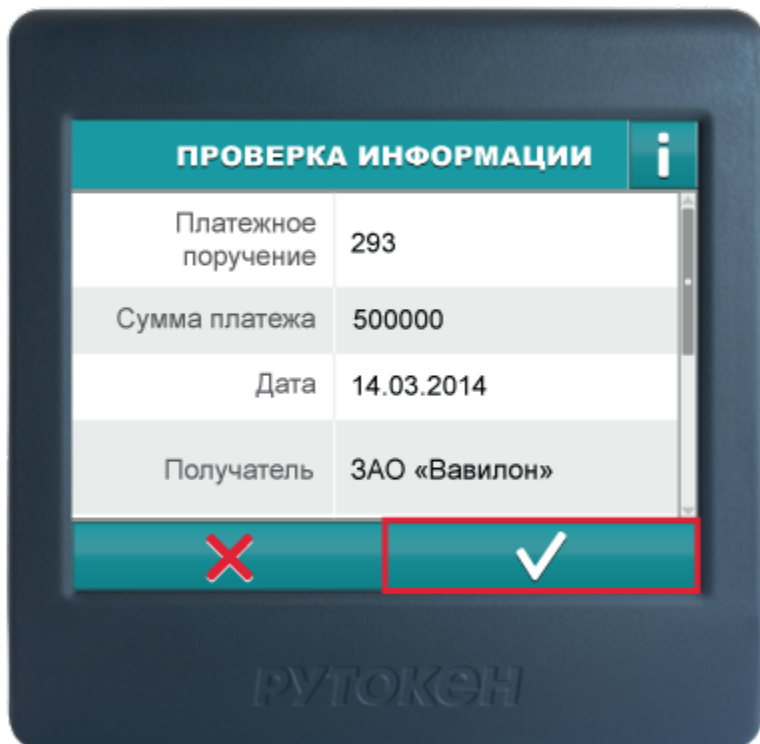 ПРОВЕРКА ИНФОРМАЦИИ
i
Платежное
поручение
293
Сумма платежа
500000
Дата
14.03.2014
Получатель
ЗАО «Вавилон»
РУТОКЕН